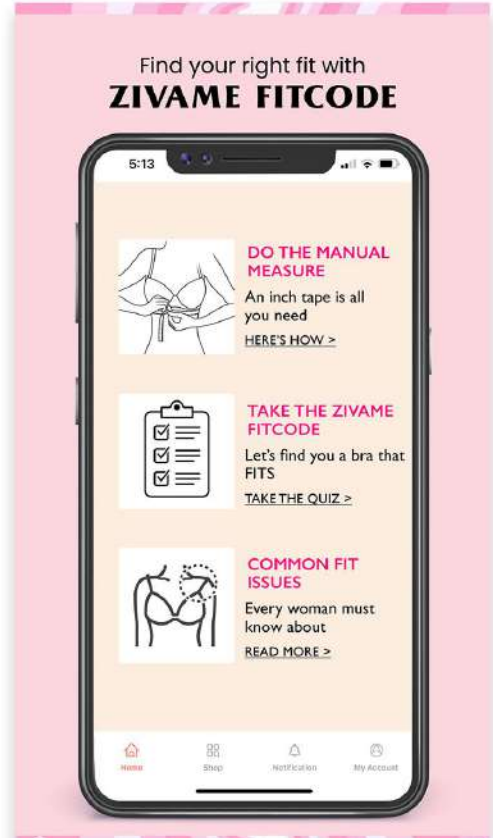 Find your right fit with
ZIVAME FITCODE
5:13
DO THE MANUAL
MEASURE
An inch tape is all
you need
HERE'S HOW >
TAKE THE ZIVAME
FITCODE
Let's find you a bra that
FITS
TAKE THE QUIZ >
COMMON FIT
ISSUES
Every woman must
know about
READ MORE >
Home Shop Notification My Account